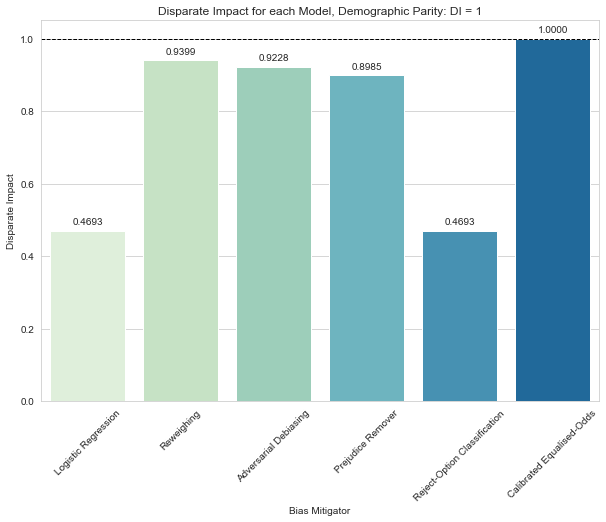 Disparate Impact for each Model, Demographic Parity: DI = 1
1.0000
0.9399
0.9228
0.8985
0.4693
0.4693
1.0
0.8
0.6
0.4
0.2
0.0
Disparate Impact
Logistic Regression
Reweighing
Adversarial Debiasing
Prejudice Remover
Reject-Option Classification
Calibrated Equalised-Odds
Bias Mitigator